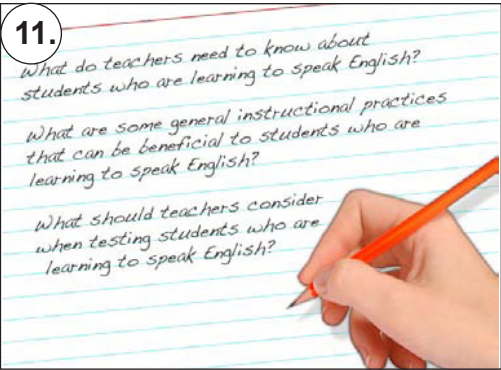 11.
What do teachers need to know about
students who are learning to speak English?
What are some general instructional practices
that can be beneficial to students who are
learning to speak English?
What should teachers consider
when testing students who are
learning to speak English?